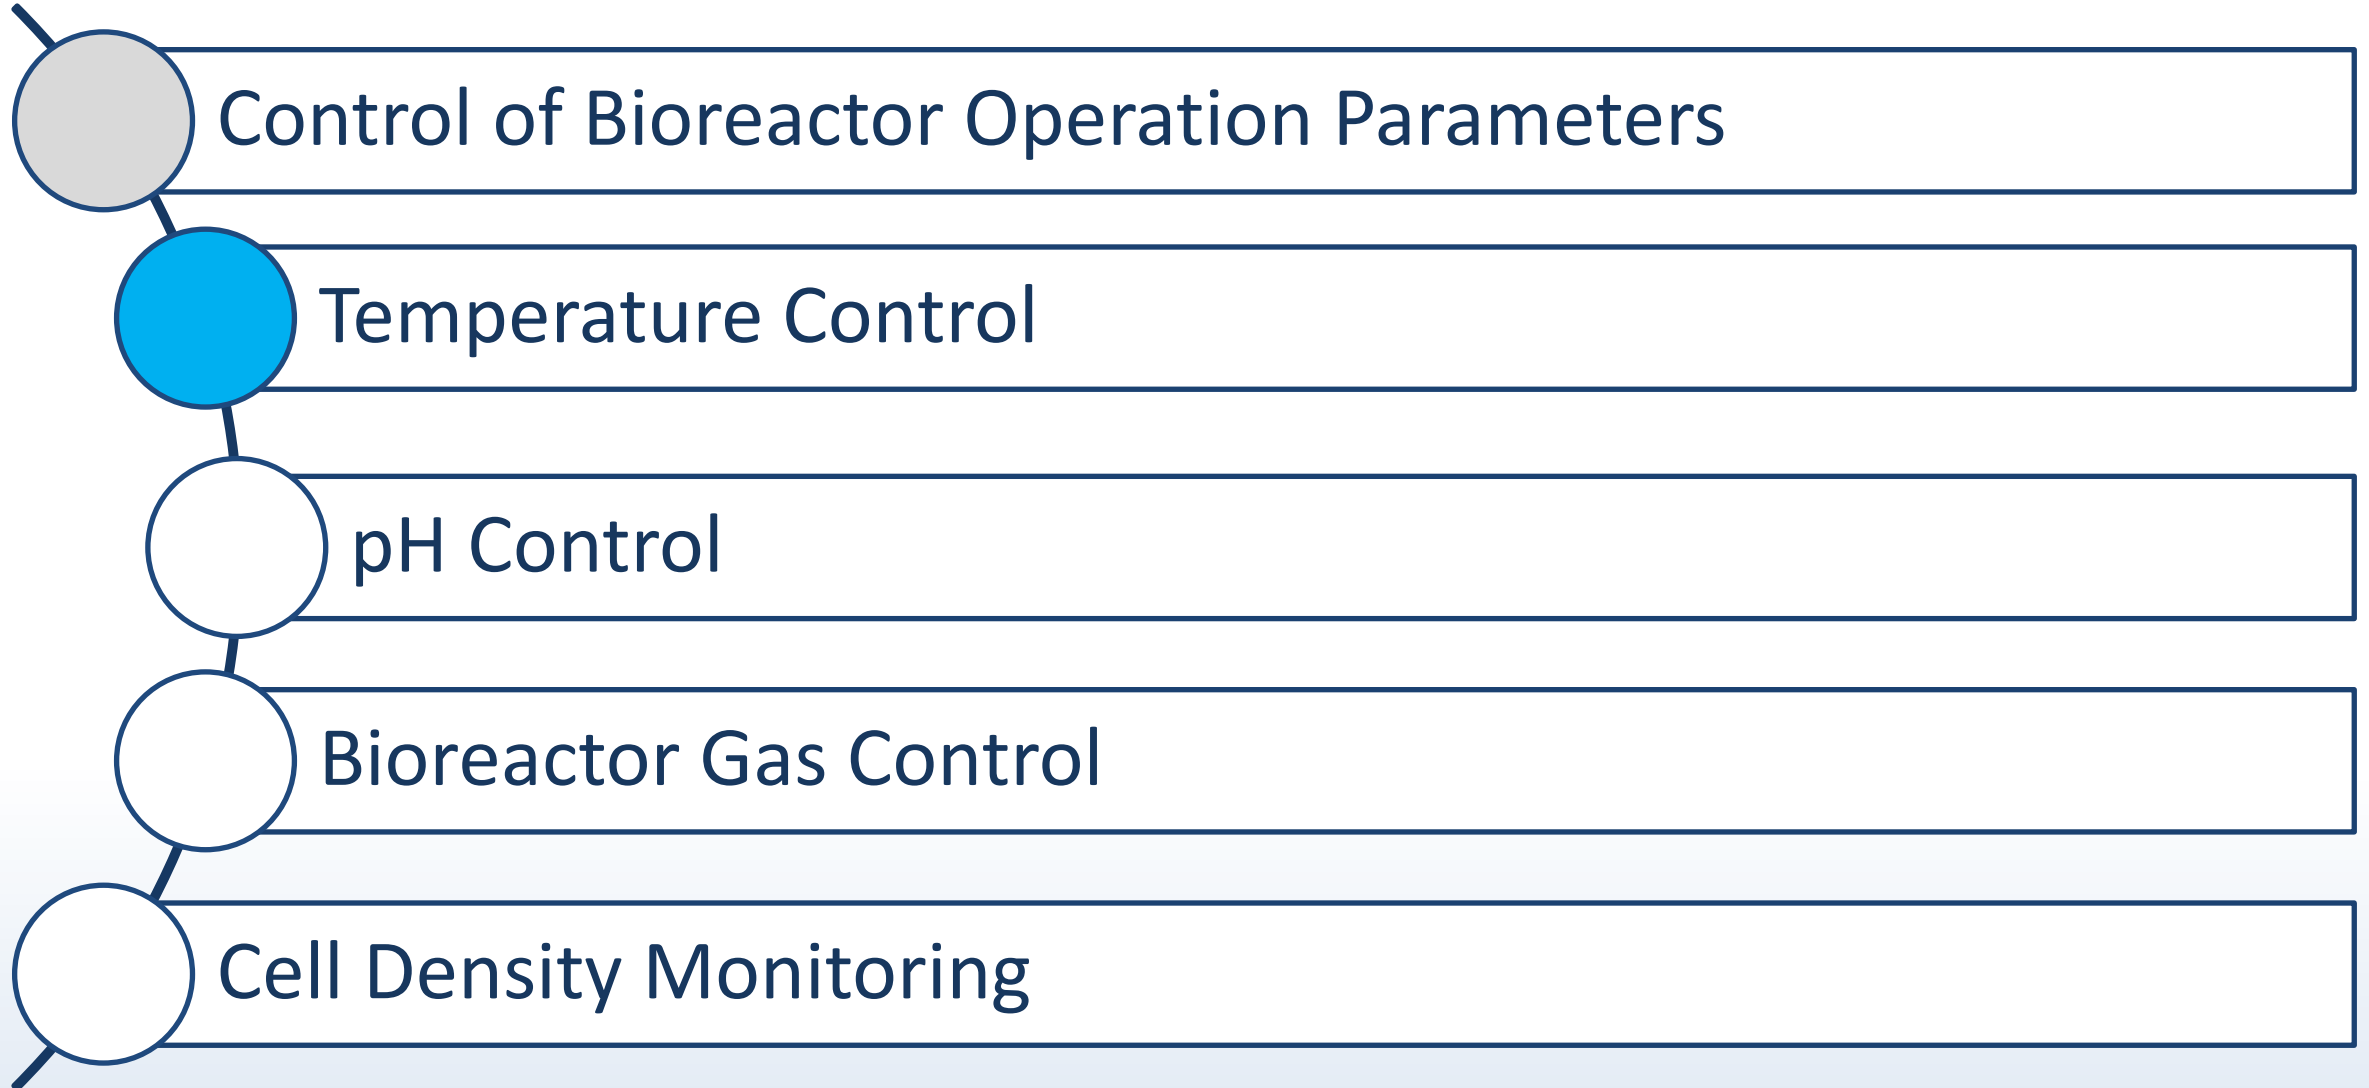 Control of Bioreactor Operation Parameters
Temperature Control
pH Control
Bioreactor Gas Control
Cell Density Monitoring